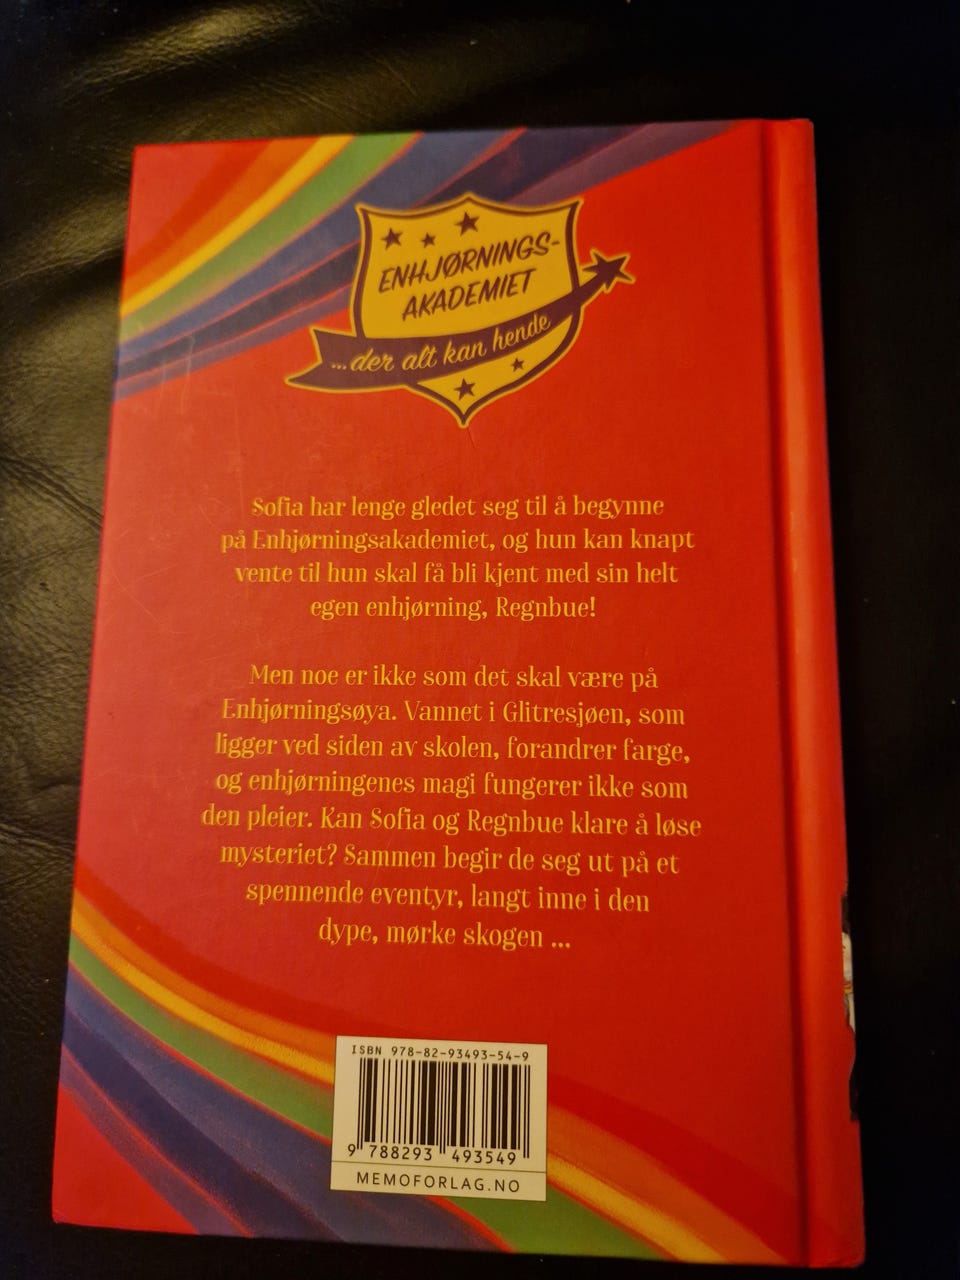 ENHJØRNINGS-
AKADEMIET
...der alt kan hende
Sofia har lenge gledet seg til å begynne
på Enhjørningsakademiet, og hun kan knapt
vente til hun skal få bli kjent med sin helt
egen enhjørning, Regnbue!
Men noe er ikke som det skal være på
Enhjørningsøya. Vannet i Glitresjøen, som
ligger ved siden av skolen, forandrer farge,
og enhjørningenes magi fungerer ikke som
den pleier. Kan Sofia og Regnbue klare å løse
mysteriet? Sammen begir de seg ut på et
spennende eventyr, langt inne i den
dype, mørke skogen ...
ISBN 978-82-93493-54-9
9 788293 493549
MEMOFORLAG.NO